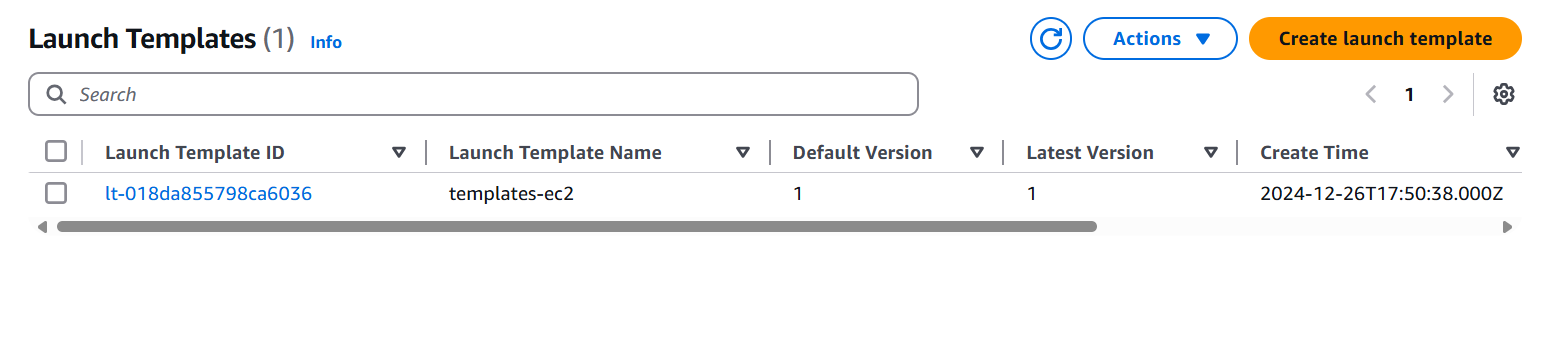 Launch Templates (1) Info Actions Create launch template
Search 1
Launch Template ID Launch Template Name Default Version Latest Version Create Time
lt-018da855798ca6036 templates-ec2 1 1 2024-12-26T17:50:38.000Z